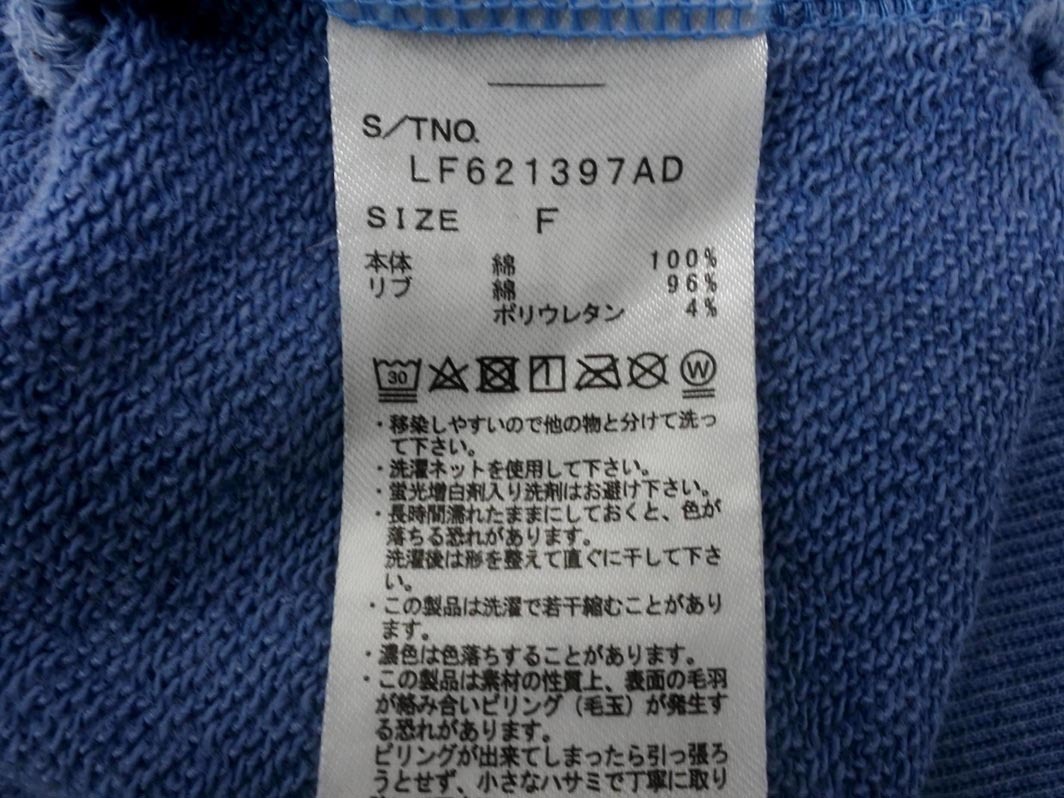 S/TNO.
LF621397AD
SIZE F
本体 綿 100%
リブ 綿 96%
ポリウレタン 4%
30 W
・移染しやすいので他の物と分けて洗っ
て下さい。
・洗濯ネットを使用して下さい。
・蛍光増白剤入り洗剤はお避け下さい。
・長時間濡れたままにしておくと、色が
落ちる恐れがあります。
洗濯後は形を整えて直ぐに干して下さ
い。
・この製品は洗濯で若干縮むことがあり
ます。
・濃色は色落ちすることがあります。
・この製品は素材の性質上、表面の毛羽
が絡み合いピリング（毛玉）が発生す
る恐れがあります。
ピリングが出来てしまったら引っ張ろ
うとせず、小さなハサミで丁寧に取り